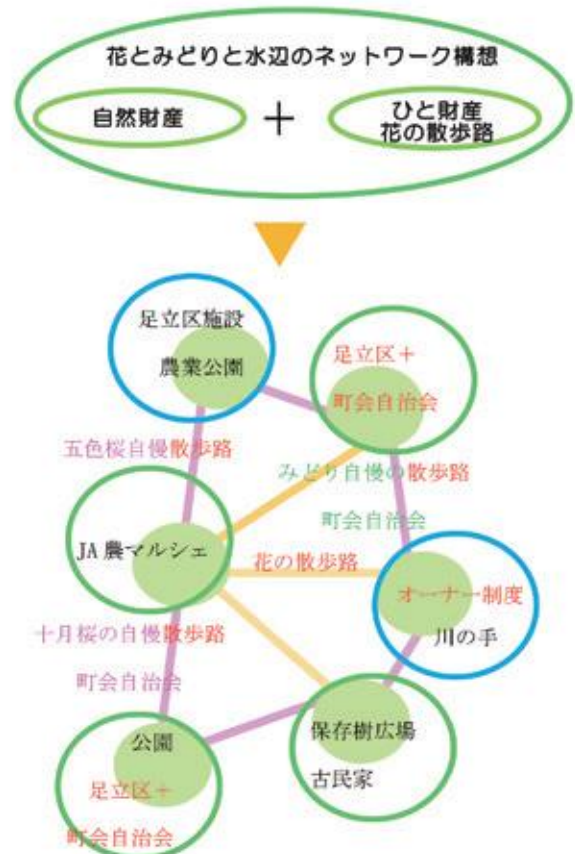 花とみどりと水辺のネットワーク構想
自然財産
+
ひと財産
花の散歩路
足立区施設
農業公園
足立区+
町会自治会
五色桜自慢散歩路
みどり自慢の散歩路
町会自治会
JA農マルシェ
花の散歩路
オーナー制度
川の手
十月桜の自慢散歩路
町会自治会
保存樹広場
古民家
公園
足立区+
町会自治会